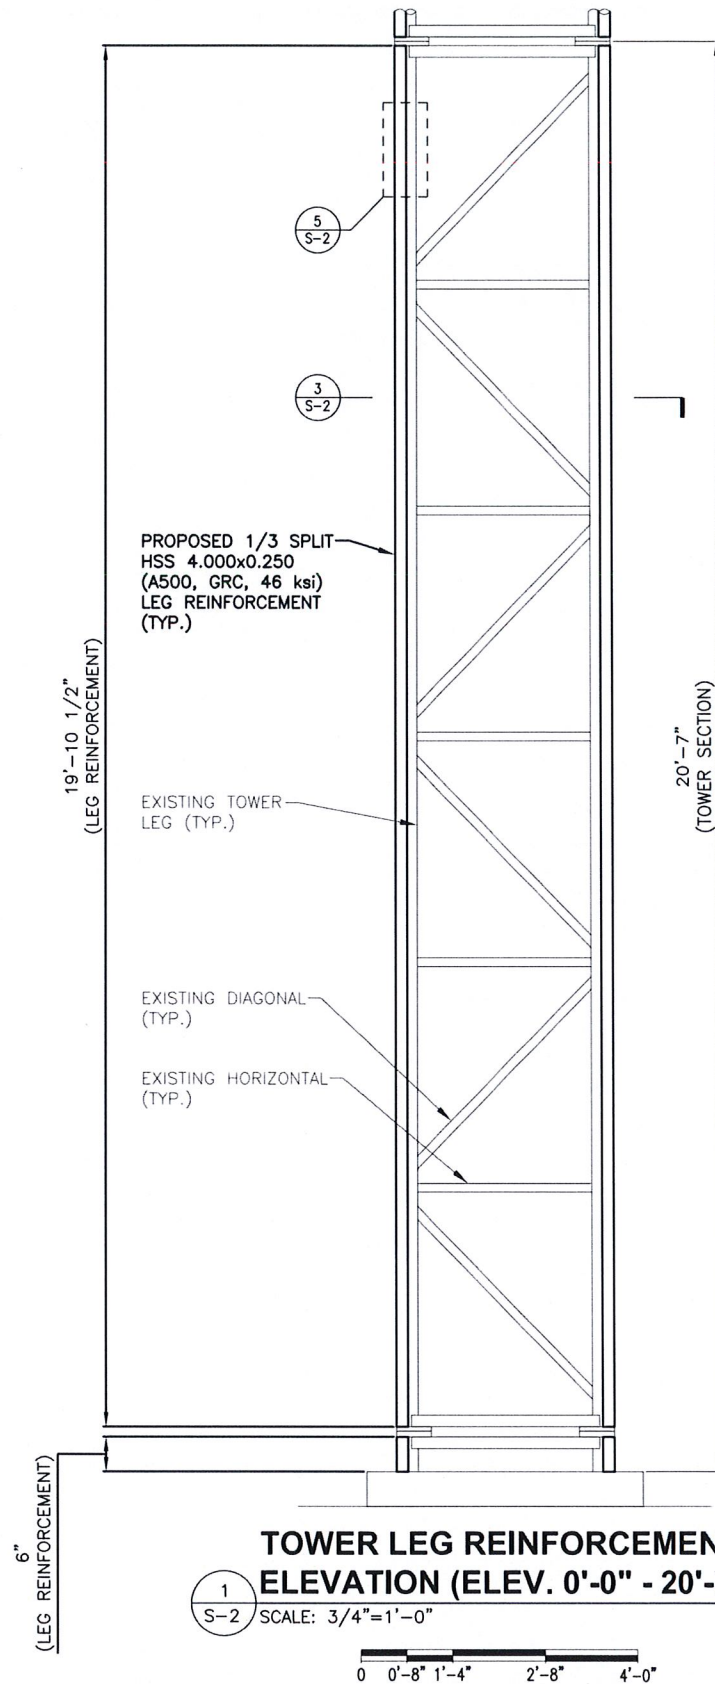 5
S-2
3
S-2
PROPOSED 1/3 SPLIT
HSS 4.000x0.250
(A500, GRC, 46 ksi)
LEG REINFORCEMENT
(TYP.)
19'-10 1/2"
(LEG REINFORCEMENT)
20'-7"
(TOWER SECTION)
EXISTING TOWER
LEG (TYP.)
EXISTING DIAGONAL
(TYP.)
EXISTING HORIZONTAL
(TYP.)
6"
(LEG REINFORCEMENT)
TOWER LEG REINFORCEMEN
ELEVATION (ELEV. 0'-0" - 20'-
1
S-2
SCALE: 3/4"=1'-0"
0 0'-8" 1'-4" 2'-8" 4'-0"